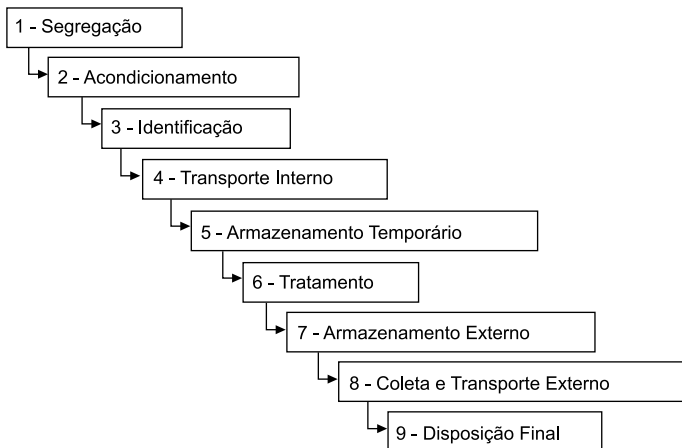 1 - Segregação
2 - Acondicionamento
3 - Identificação
4 - Transporte Interno
5 - Armazenamento Temporário
6 - Tratamento
7 - Armazenamento Externo
8 - Coleta e Transporte Externo
9 - Disposição Final